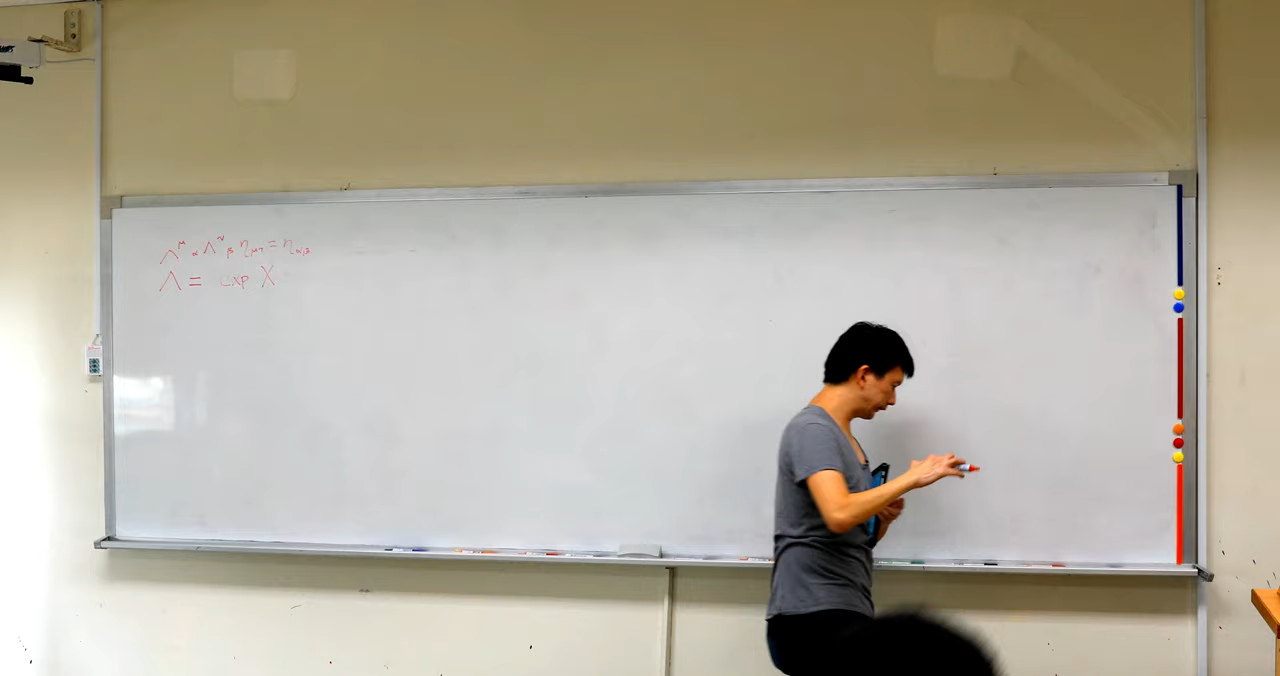 Λ^μ_α Λ^ν_β η_μν = η_αβ
Λ = exp X